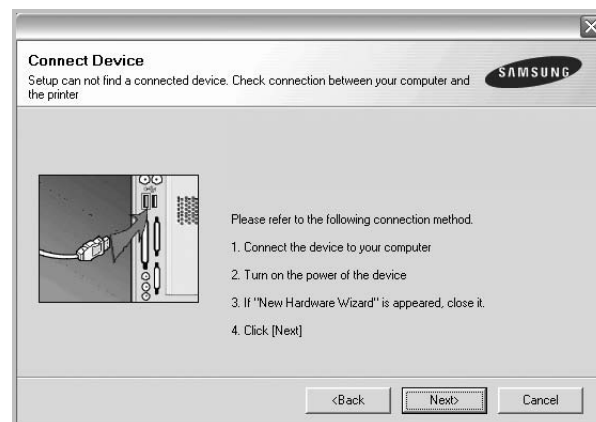 Connect Device
Setup can not find a connected device. Check connection between your computer and
the printer
SAMSUNG
Please refer to the following connection method.
1. Connect the device to your computer
2. Turn on the power of the device
3. If "New Hardware Wizard" is appeared, close it.
4. Click [Next]
<Back
Next>
Cancel